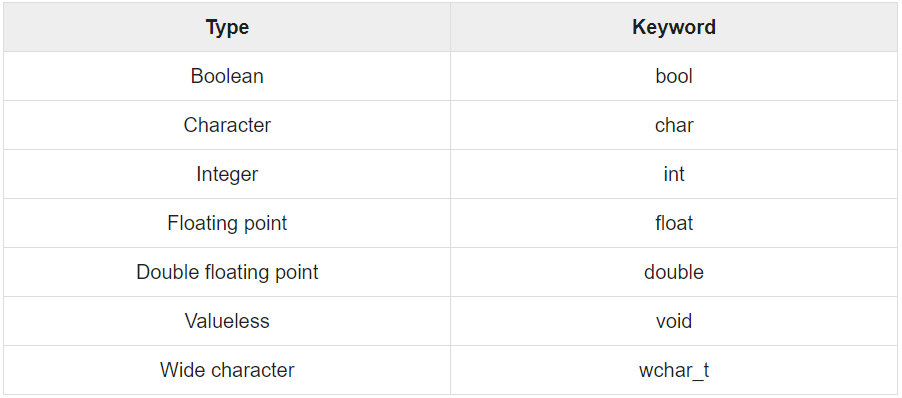 Type Keyword
Boolean bool
Character char
Integer int
Floating point float
Double floating point double
Valueless void
Wide character wchar_t